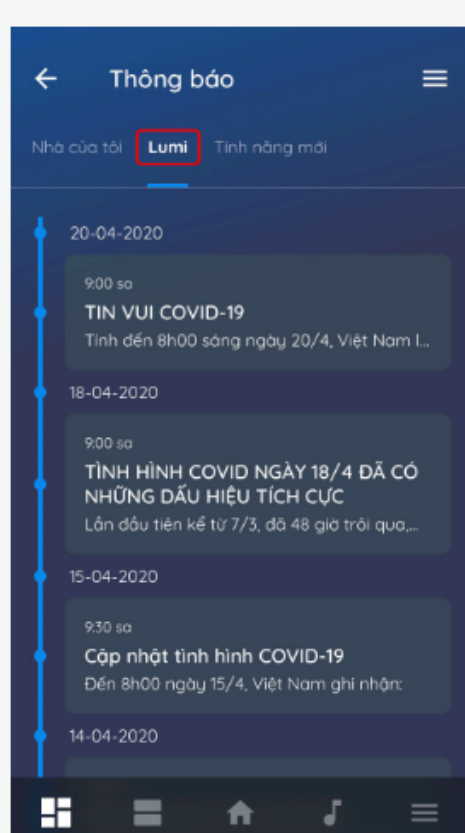 Thông báo
Nhà của tôi Lumi Tính năng mới
20-04-2020
9:00 sa
TIN VUI COVID-19
Tính đến 8h00 sáng ngày 20/4, Việt Nam l...
18-04-2020
9:00 sa
TÌNH HÌNH COVID NGÀY 18/4 ĐÃ CÓ
NHỮNG DẤU HIỆU TÍCH CỰC
Lần đầu tiên kể từ 7/3, đã 48 giờ trôi qua,...
15-04-2020
9:30 sa
Cập nhật tình hình COVID-19
Đến 8h00 ngày 15/4, Việt Nam ghi nhận:
14-04-2020